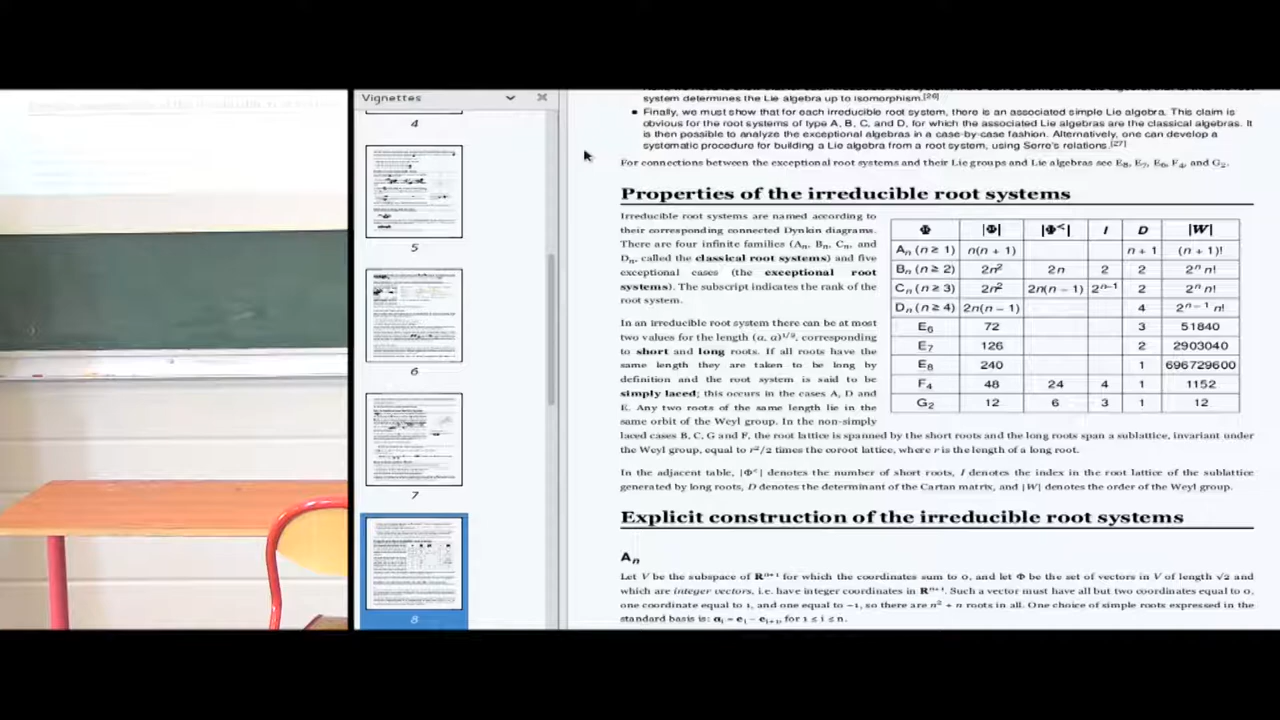 Vignettes
4
5
6
7
8
system determines the Lie algebra up to isomorphism.[26]
▪ Finally, we must show that for each irreducible root system, there is an associated simple Lie algebra. This claim is
obvious for the root systems of type A, B, C, and D, for which the associated Lie algebras are the classical algebras. It
is then possible to analyze the exceptional algebras in a case-by-case fashion. Alternatively, one can develop a
systematic procedure for building a Lie algebra from a root system, using Serre's relations.[27]
For connections between the exceptional root systems and their Lie groups and Lie algebras see E8, E7, E6, F4, and G2.
Properties of the irreducible root systems
Irreducible root systems are named according to
their corresponding connected Dynkin diagrams.
There are four infinite families (An, Bn, Cn, and
Dn, called the classical root systems) and five
exceptional cases (the exceptional root
systems). The subscript indicates the rank of the
root system.
In an irreducible root system there can be at most
two values for the length (α, α)1/2, corresponding
to short and long roots. If all roots have the
same length they are taken to be long by
definition and the root system is said to be
simply laced; this occurs in the cases A, D and
E. Any two roots of the same length lie in the
same orbit of the Weyl group. In the non-simply
laced cases B, C, G and F, the root lattice is spanned by the short roots and the long roots span a sublattice, invariant under
the Weyl group, equal to r2/2 times the coroot lattice, where r is the length of a long root.
Φ |Φ| |Φ<| I D |W|
An (n ≥ 1) n(n + 1) n + 1 (n + 1)!
Bn (n ≥ 2) 2n2 2n 2 2 2n n!
Cn (n ≥ 3) 2n2 2n(n − 1) 2n−1 2 2n n!
Dn (n ≥ 4) 2n(n − 1) 4 2n−1 n!
E6 72 3 51840
E7 126 2 2903040
E8 240 1 696729600
F4 48 24 4 1 1152
G2 12 6 3 1 12
In the adjacent table, |Φ<| denotes the number of short roots, I denotes the index in the root lattice of the sublattice
generated by long roots, D denotes the determinant of the Cartan matrix, and |W| denotes the order of the Weyl group.
Explicit construction of the irreducible root systems
An
Let V be the subspace of Rn+1 for which the coordinates sum to 0, and let Φ be the set of vectors in V of length √2 and
which are integer vectors, i.e. have integer coordinates in Rn+1. Such a vector must have all but two coordinates equal to 0,
one coordinate equal to 1, and one equal to −1, so there are n2 + n roots in all. One choice of simple roots expressed in the
standard basis is: αi = ei − ei+1, for 1 ≤ i ≤ n.